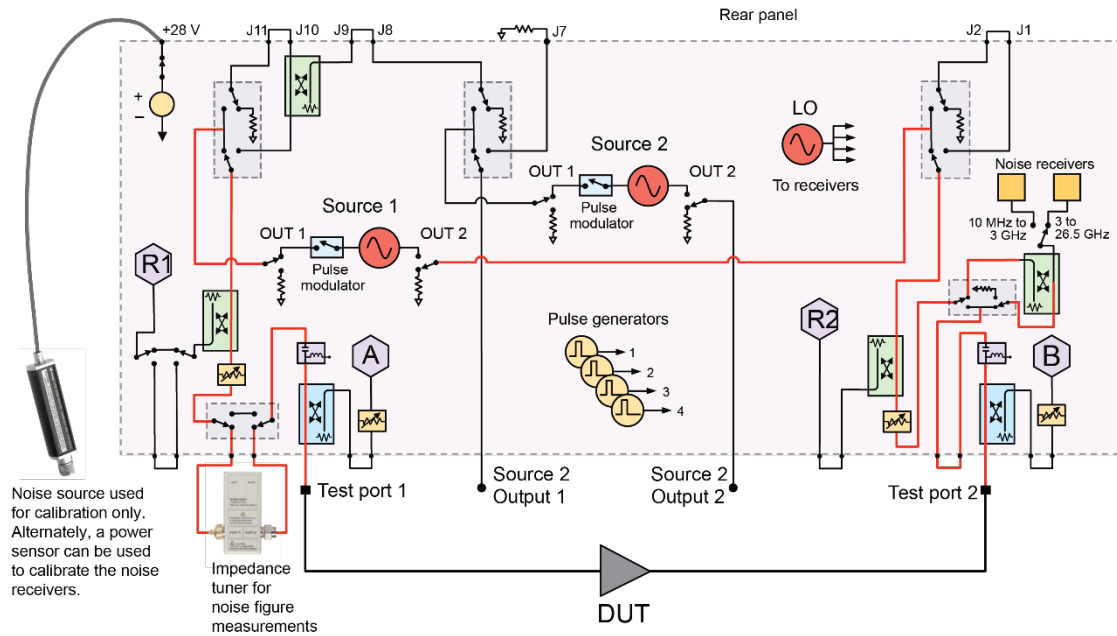 Rear panel
+28 V
J11
J10
J9
J8
J7
J2
J1
+
−
LO
To receivers
Noise receivers
10 MHz to
3 GHz
3 to
26.5 GHz
Source 2
OUT 1
OUT 2
Pulse
modulator
Source 1
OUT 1
OUT 2
Pulse
modulator
R1
A
Pulse generators
1
2
3
4
R2
B
Source 2
Output 1
Source 2
Output 2
Test port 1
Test port 2
Noise source used
for calibration only.
Alternately, a power
sensor can be used
to calibrate the noise
receivers.
Impedance
tuner for
noise figure
measurements
DUT